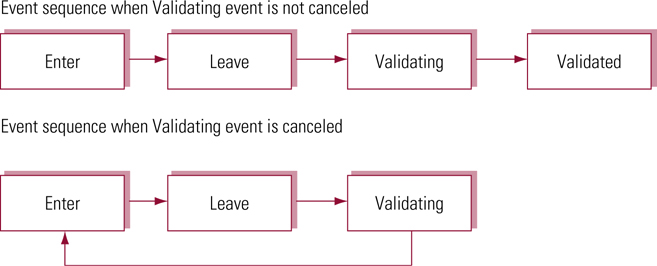 Event sequence when Validating event is not canceled
Enter
Leave
Validating
Validated
Event sequence when Validating event is canceled
Enter
Leave
Validating